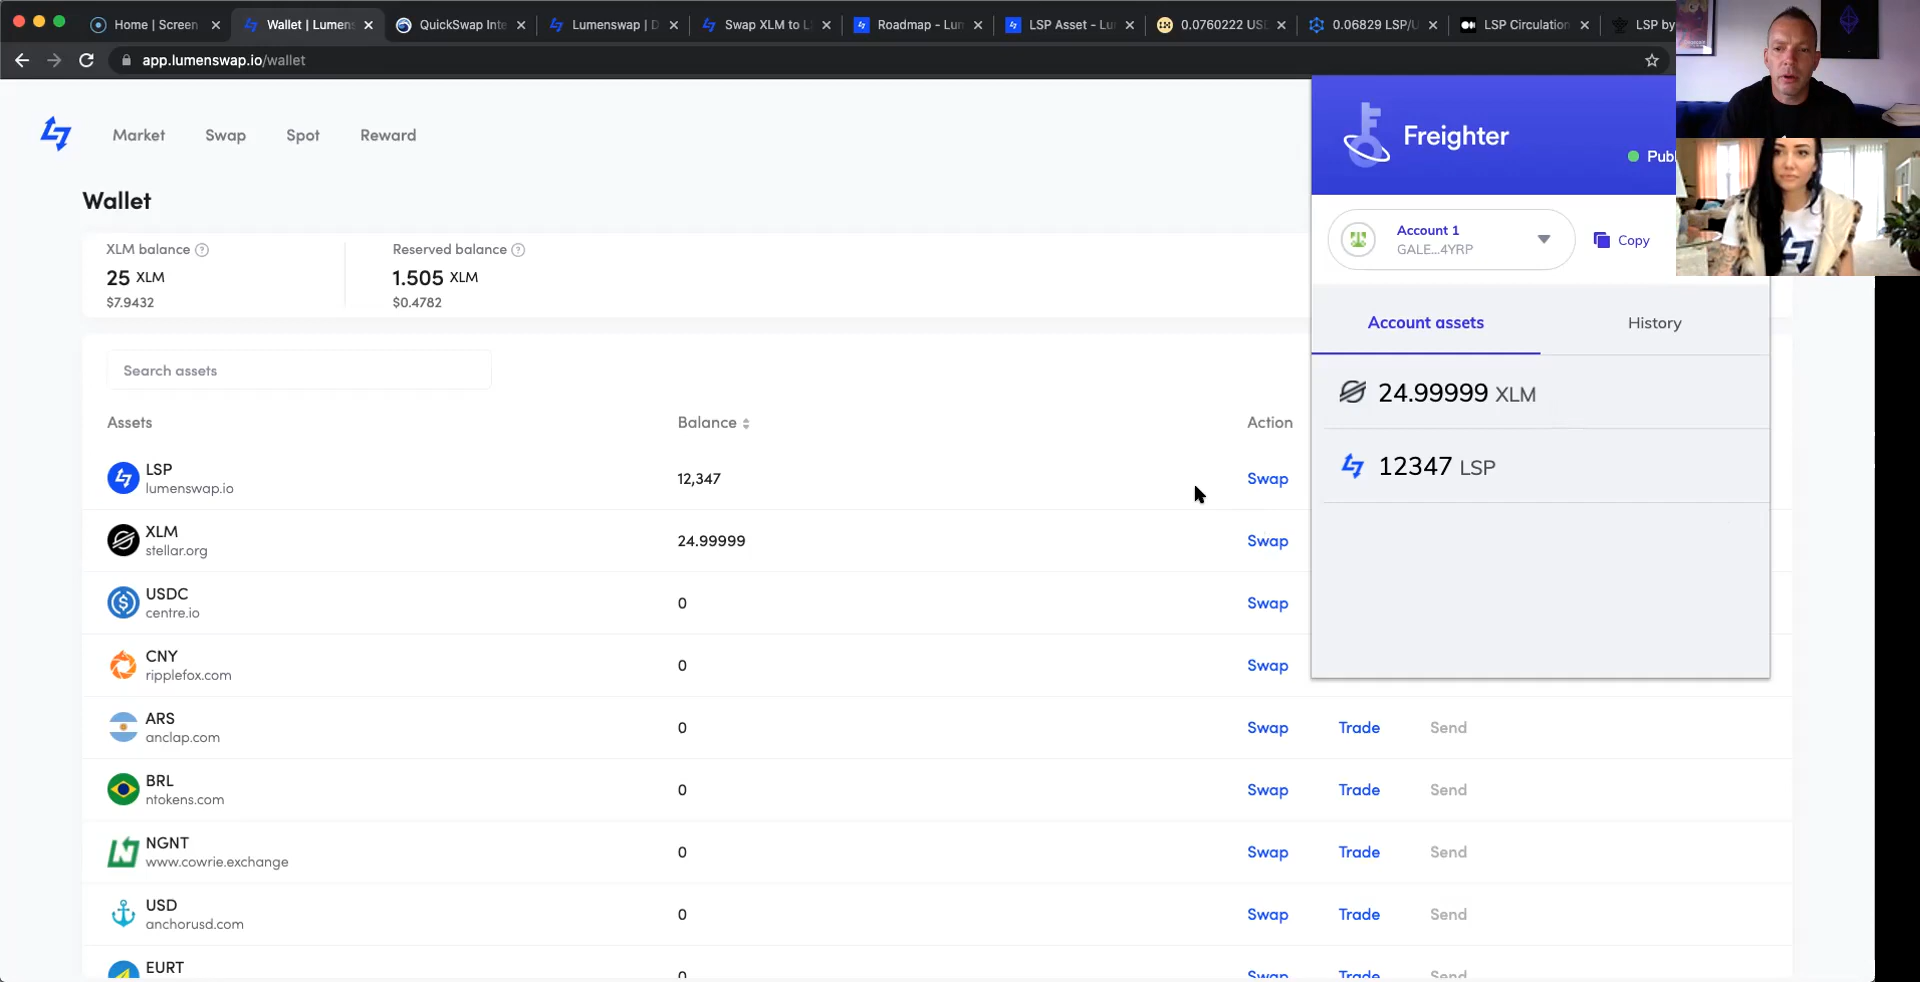 Home | Screen
Wallet | Lumens
QuickSwap Inte
Lumenswap | D
Swap XLM to L
Roadmap - Lun
LSP Asset - Lu
0.0760222 USD
0.06829 LSP/U
LSP Circulation
LSP by
app.lumenswap.io/wallet
Market
Swap
Spot
Reward
Freighter
Publ
Wallet
XLM balance
25 XLM
$7.9432
Reserved balance
1.505 XLM
$0.4782
Account 1
GALE...4YRP
Copy
Account assets
History
24.99999 XLM
12347 LSP
Search assets
Assets
Balance
Action
LSP
lumenswap.io
12,347
Swap
XLM
stellar.org
24.99999
Swap
USDC
centre.io
0
Swap
CNY
ripplefox.com
0
Swap
ARS
anclap.com
0
Swap
Trade
Send
BRL
ntokens.com
0
Swap
Trade
Send
NGNT
www.cowrie.exchange
0
Swap
Trade
Send
USD
anchorusd.com
0
Swap
Trade
Send
EURT
0
Swap
Trade
Send